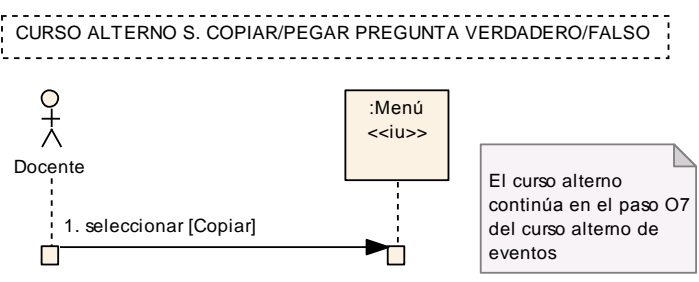 CURSO ALTERNO S. COPIAR/PEGAR PREGUNTA VERDADERO/FALSO
:Menú
<<iu>>
Docente
1. seleccionar [Copiar]
El curso alterno
continúa en el paso O7
del curso alterno de
eventos